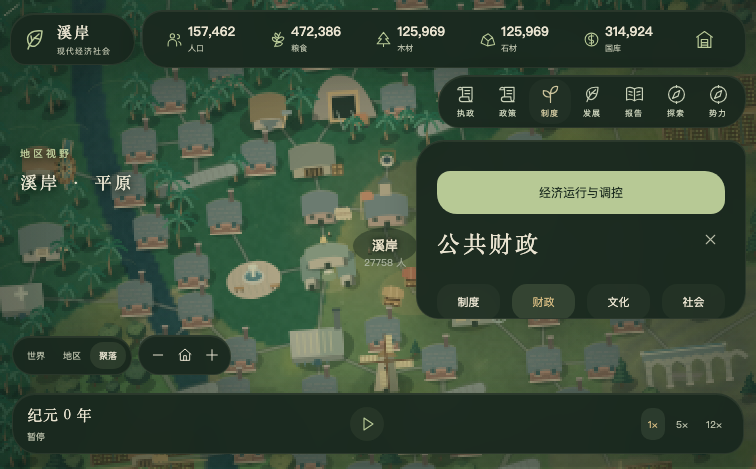 溪岸
现代经济社会
157,462
人口
472,386
粮食
125,969
木材
125,969
石材
314,924
国库
执政
政策
制度
发展
报告
探索
势力
地区视野
溪岸 · 平原
经济运行与调控
公共财政
制度
财政
文化
社会
溪岸
27758 人
世界
地区
聚落
纪元 0 年
暂停
1×
5×
12×